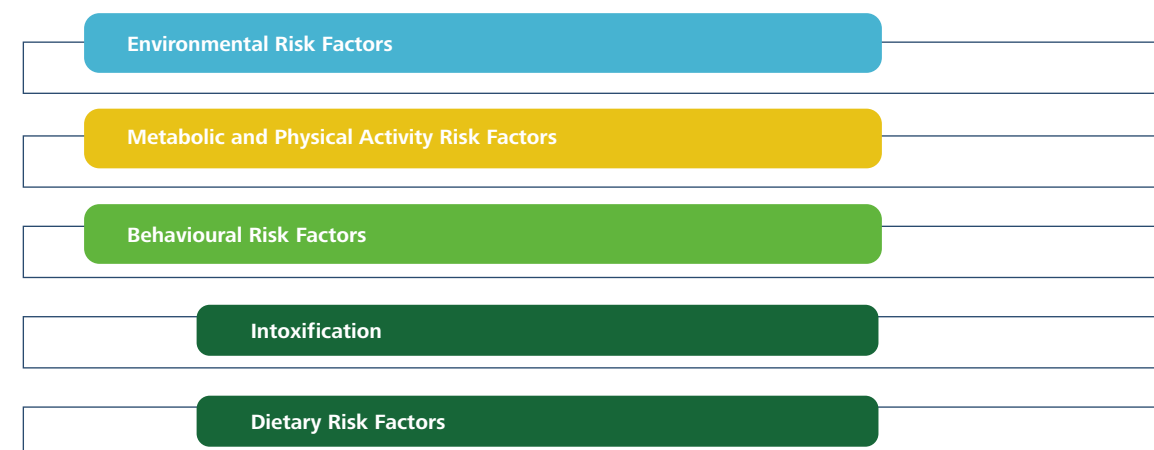 Environmental Risk Factors
Metabolic and Physical Activity Risk Factors
Behavioural Risk Factors
Intoxification
Dietary Risk Factors